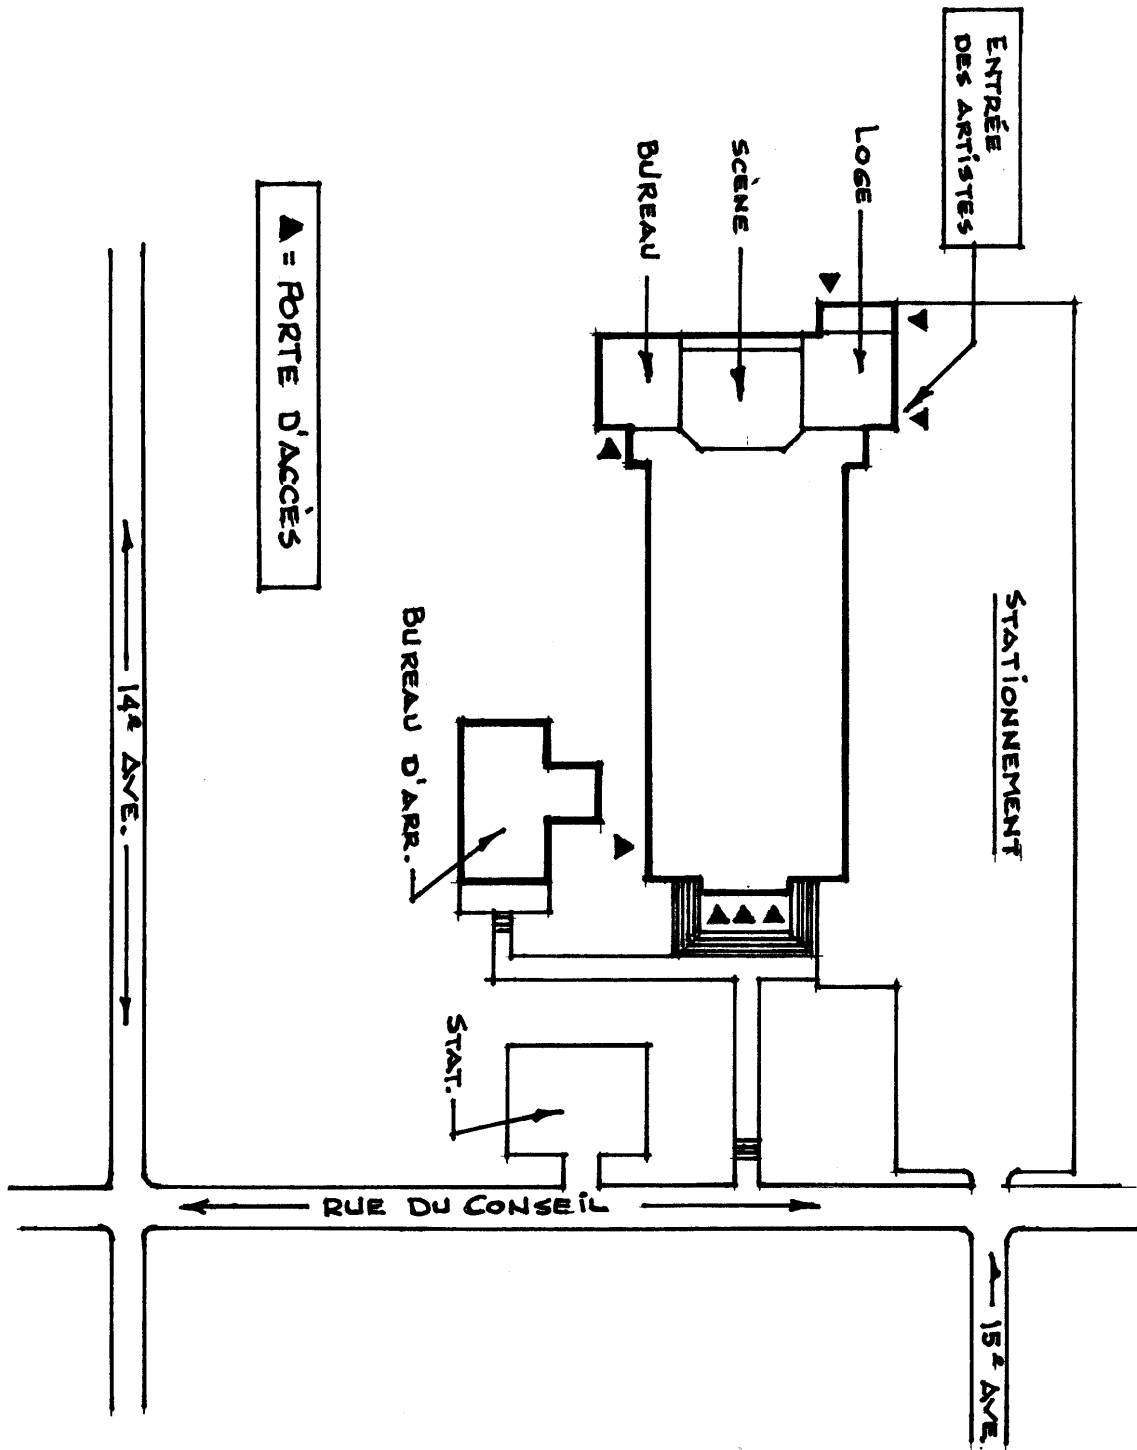 ENTRÉE
DES ARTiSTES
LOGE
SCÈNE
BUREAU
▲ = PORTE D'ACCÈS
STATiONNEMENT
BUREAU D'ARR.
14e AVE.
STAT.
RUE DU CONSEiL
15e AVE.